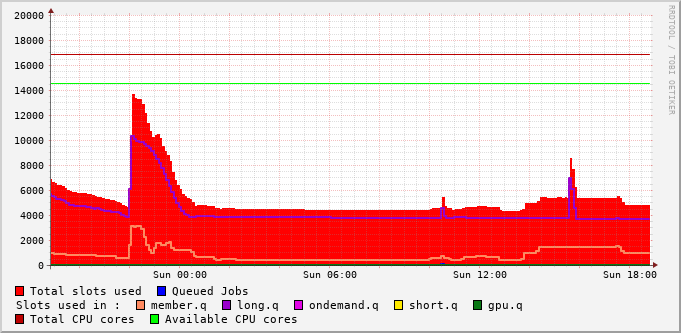 20000
18000
16000
14000
12000
10000
8000
6000
4000
2000
0
Sun 00:00 Sun 06:00 Sun 12:00 Sun 18:00
Total slots used Queued Jobs
Slots used in : member.q long.q ondemand.q short.q gpu.q
Total CPU cores Available CPU cores
RRDTOOL / TOBI OETIKER